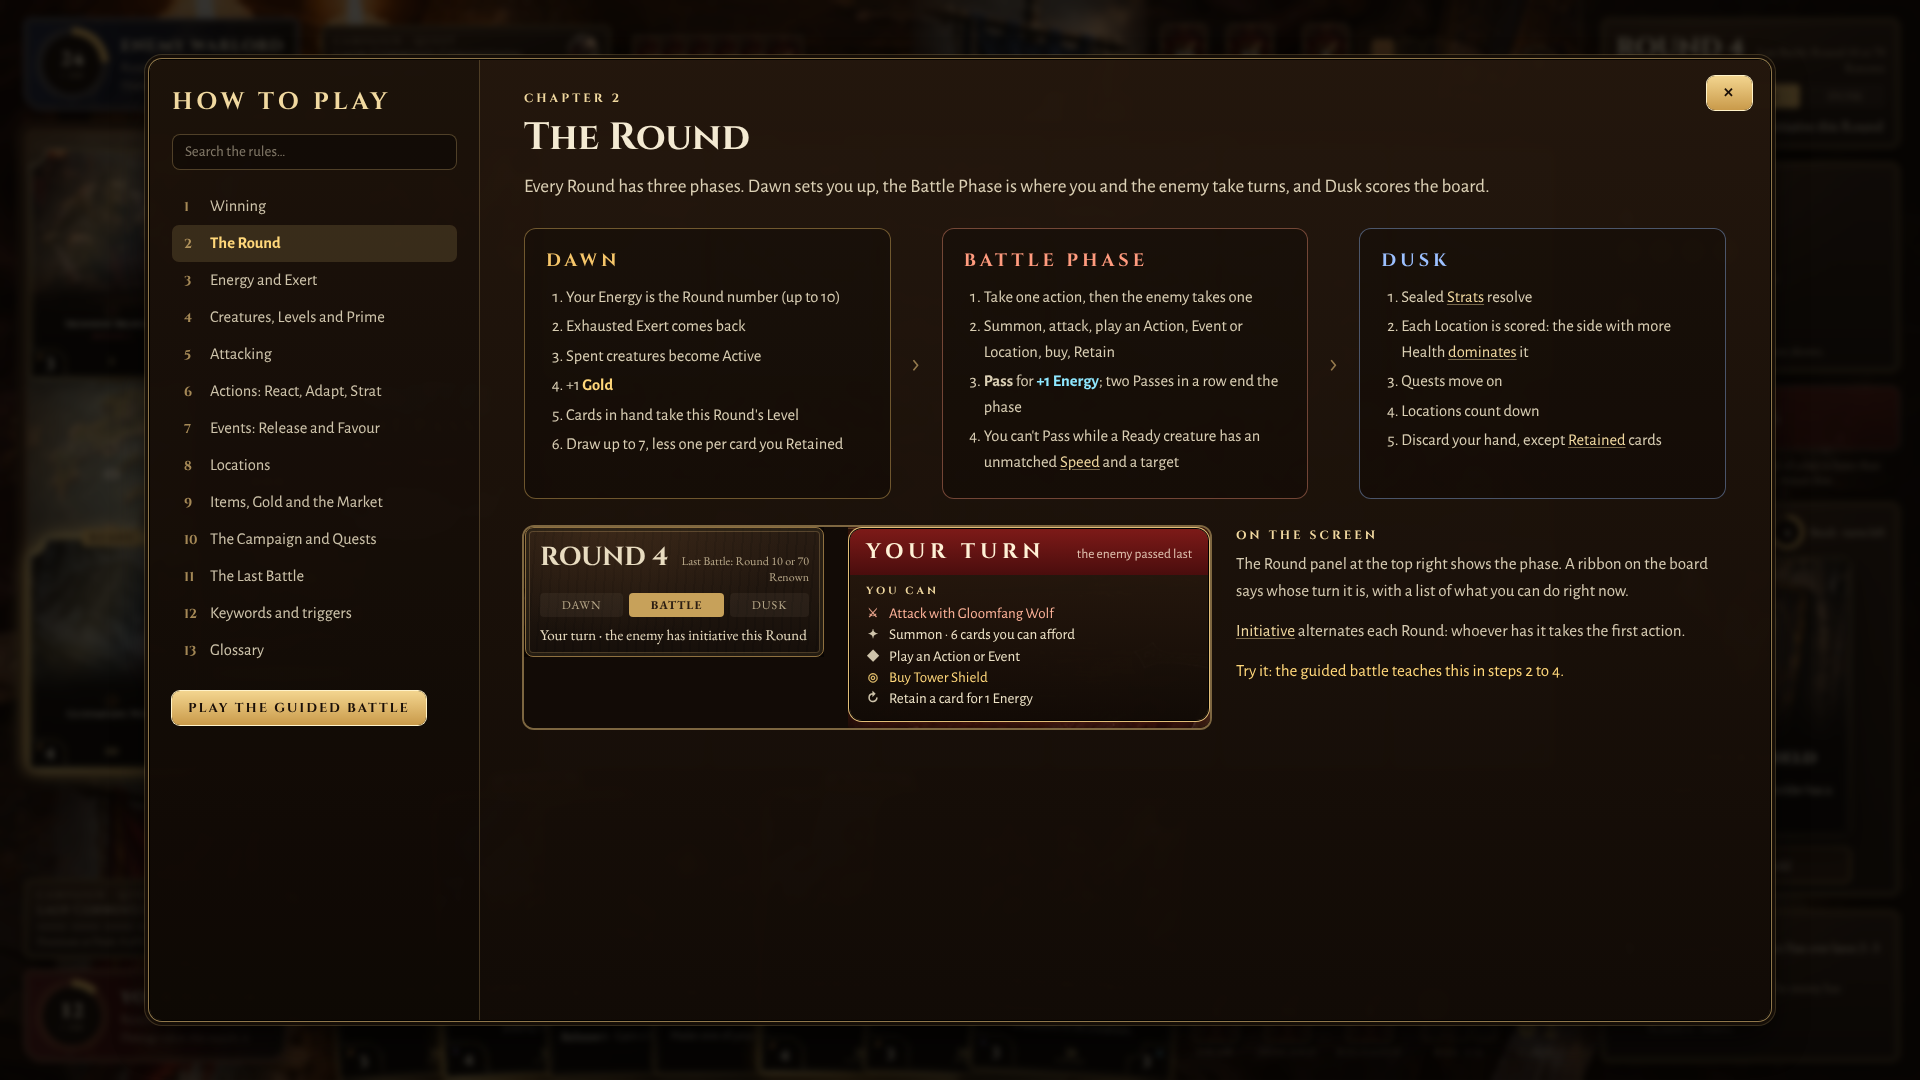 HOW TO PLAY
Search the rules...
1 Winning
2 The Round
3 Energy and Exert
4 Creatures, Levels and Prime
5 Attacking
6 Actions: React, Adapt, Strat
7 Events: Release and Favour
8 Locations
9 Items, Gold and the Market
10 The Campaign and Quests
11 The Last Battle
12 Keywords and triggers
13 Glossary
PLAY THE GUIDED BATTLE
×
CHAPTER 2
THE ROUND
Every Round has three phases. Dawn sets you up, the Battle Phase is where you and the enemy take turns, and Dusk scores the board.
DAWN
1. Your Energy is the Round number (up to 10)
2. Exhausted Exert comes back
3. Spent creatures become Active
4. +1 Gold
5. Cards in hand take this Round's Level
6. Draw up to 7, less one per card you Retained
›
BATTLE PHASE
1. Take one action, then the enemy takes one
2. Summon, attack, play an Action, Event or
Location, buy, Retain
3. Pass for +1 Energy; two Passes in a row end the
phase
4. You can't Pass while a Ready creature has an
unmatched Speed and a target
›
DUSK
1. Sealed Strats resolve
2. Each Location is scored: the side with more
Health dominates it
3. Quests move on
4. Locations count down
5. Discard your hand, except Retained cards
ROUND 4
Last Battle: Round 10 or 70
Renown
DAWN BATTLE DUSK
Your turn · the enemy has initiative this Round
YOUR TURN
the enemy passed last
YOU CAN
Attack with Gloomfang Wolf
Summon · 6 cards you can afford
Play an Action or Event
Buy Tower Shield
Retain a card for 1 Energy
ON THE SCREEN
The Round panel at the top right shows the phase. A ribbon on the board
says whose turn it is, with a list of what you can do right now.
Initiative alternates each Round: whoever has it takes the first action.
Try it: the guided battle teaches this in steps 2 to 4.
ROUND 4